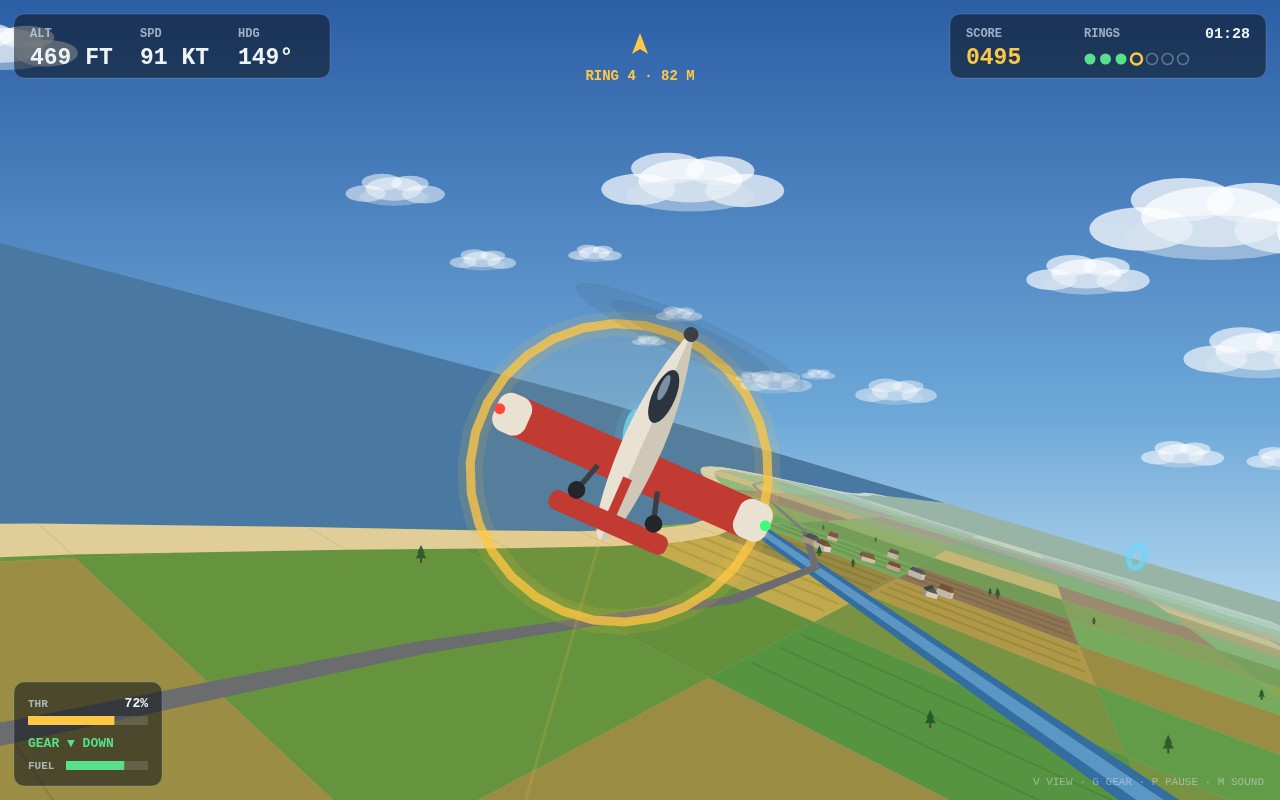 ALT SPD HDG
469 FT 91 KT 149°
RING 4 · 82 M
SCORE RINGS 01:28
0495
THR 72%
GEAR ▼ DOWN
FUEL
V VIEW · G GEAR · P PAUSE · M SOUND